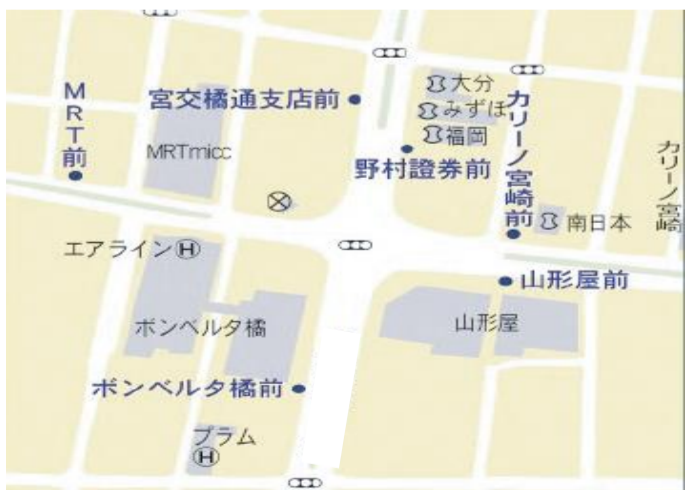 大分
みずほ
福岡
宮交橘通支店前
MRT前
MRTmicc
野村證券前
カリーノ宮崎前
カリーノ宮崎
南日本
エアライン
H
山形屋前
ボンベルタ橘
山形屋
ボンベルタ橘前
プラム
H